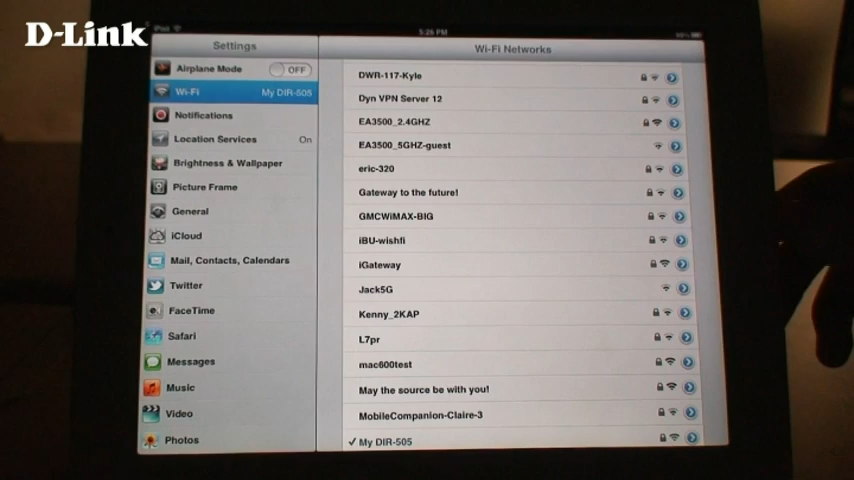 D-Link
5:26 PM
Settings
Wi-Fi Networks
Airplane Mode OFF
Wi-Fi My DIR-505
Notifications
Location Services On
Brightness & Wallpaper
Picture Frame
General
iCloud
Mail, Contacts, Calendars
Twitter
FaceTime
Safari
Messages
Music
Video
Photos
DWR-117-Kyle
Dyn VPN Server 12
EA3500_2.4GHZ
EA3500_5GHZ-guest
eric-320
Gateway to the future!
GMCWiMAX-BIG
iBU-wishfi
iGateway
Jack5G
Kenny_2KAP
L7pr
mac600test
May the source be with you!
MobileCompanion-Claire-3
✓ My DIR-505